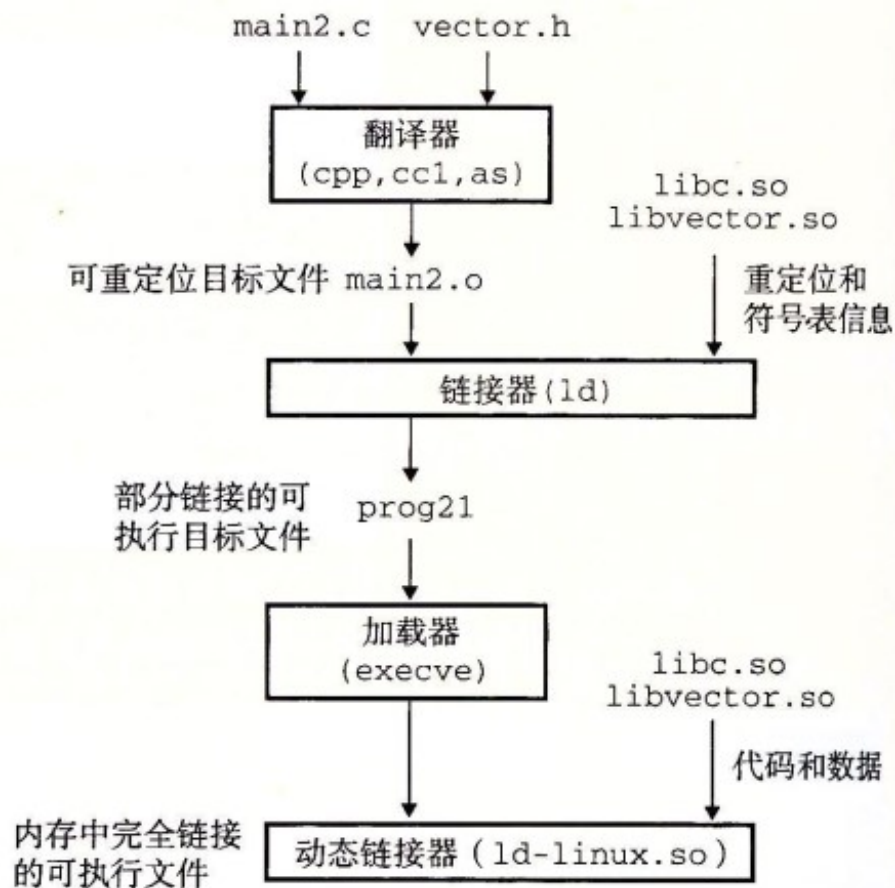 main2.c vector.h
翻译器
(cpp,cc1,as)
libc.so
libvector.so
可重定位目标文件 main2.o
重定位和
符号表信息
链接器(ld)
部分链接的可
执行目标文件
prog21
加载器
(execve)
libc.so
libvector.so
代码和数据
内存中完全链接
的可执行文件
动态链接器(ld-linux.so)